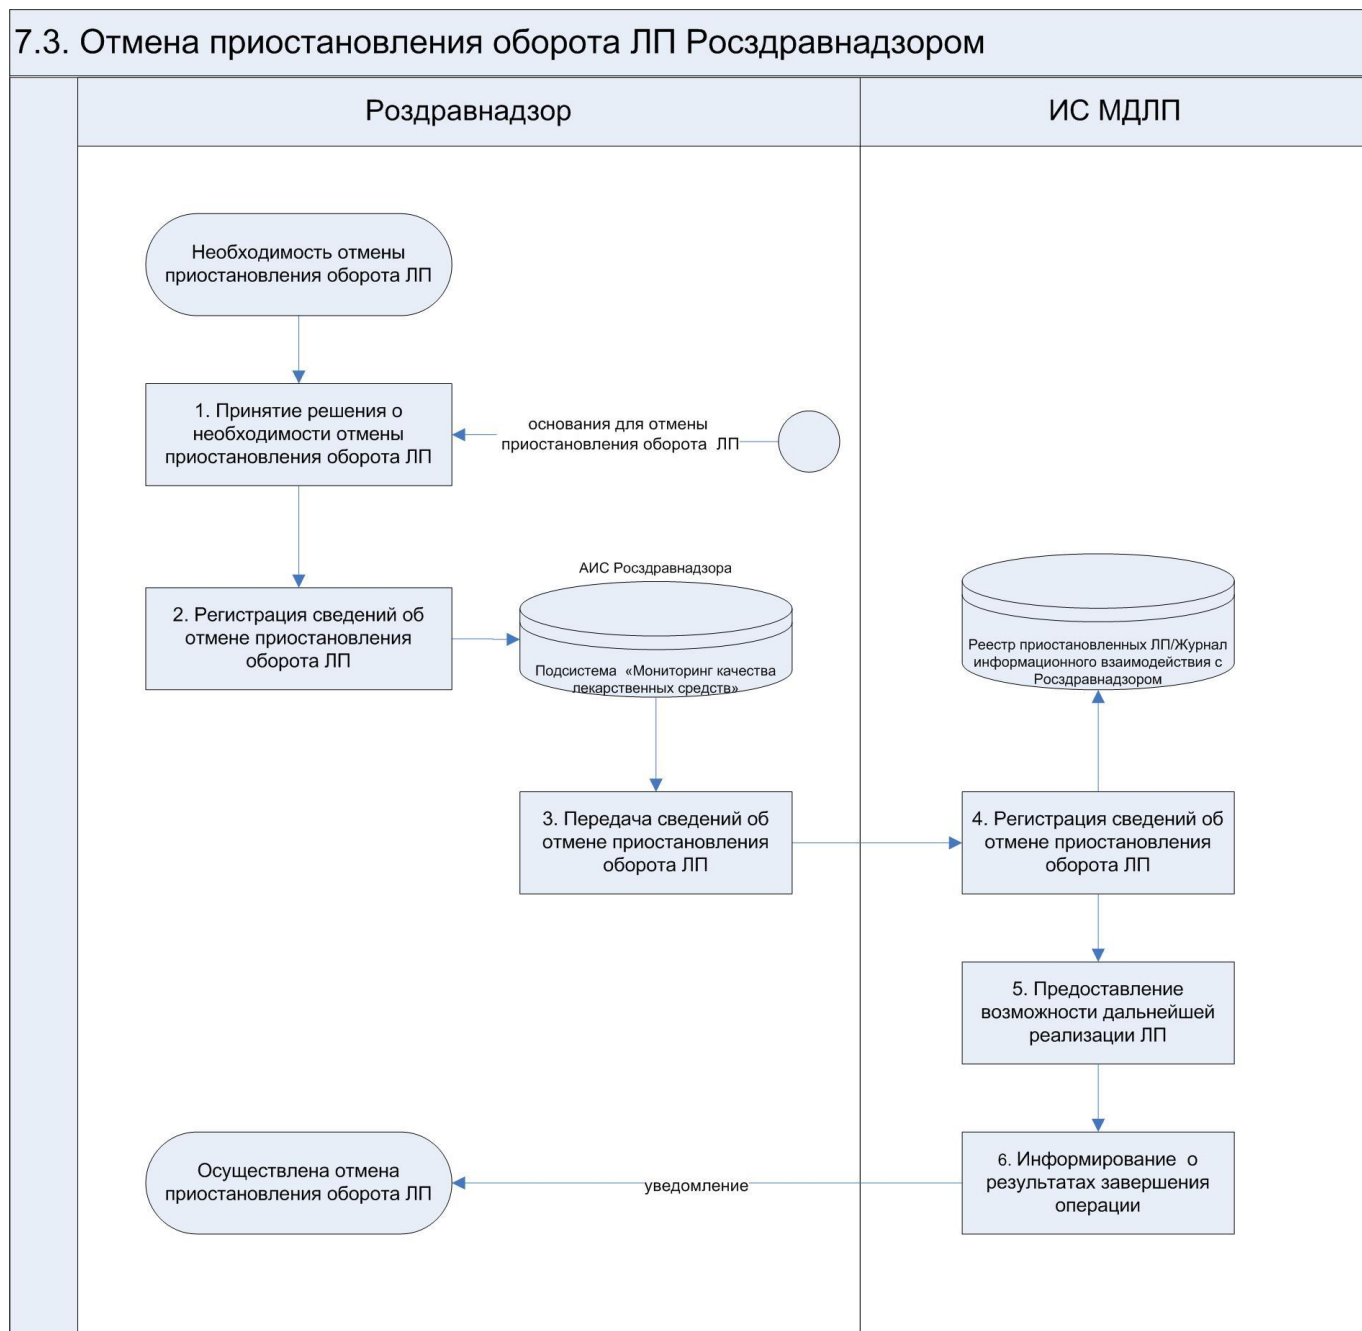 7.3. Отмена приостановления оборота ЛП Росздравнадзором
Роздравнадзор
ИС МДЛП
Необходимость отмены
приостановления оборота ЛП
1. Принятие решения о
необходимости отмены
приостановления оборота ЛП
основания для отмены
приостановления оборота ЛП
2. Регистрация сведений об
отмене приостановления
оборота ЛП
АИС Росздравнадзора
Подсистема «Мониторинг качества
лекарственных средств»
Реестр приостановленных ЛП/Журнал
информационного взаимодействия с
Росздравнадзором
3. Передача сведений об
отмене приостановления
оборота ЛП
4. Регистрация сведений об
отмене приостановления
оборота ЛП
5. Предоставление
возможности дальнейшей
реализации ЛП
6. Информирование о
результатах завершения
операции
уведомление
Осуществлена отмена
приостановления оборота ЛП